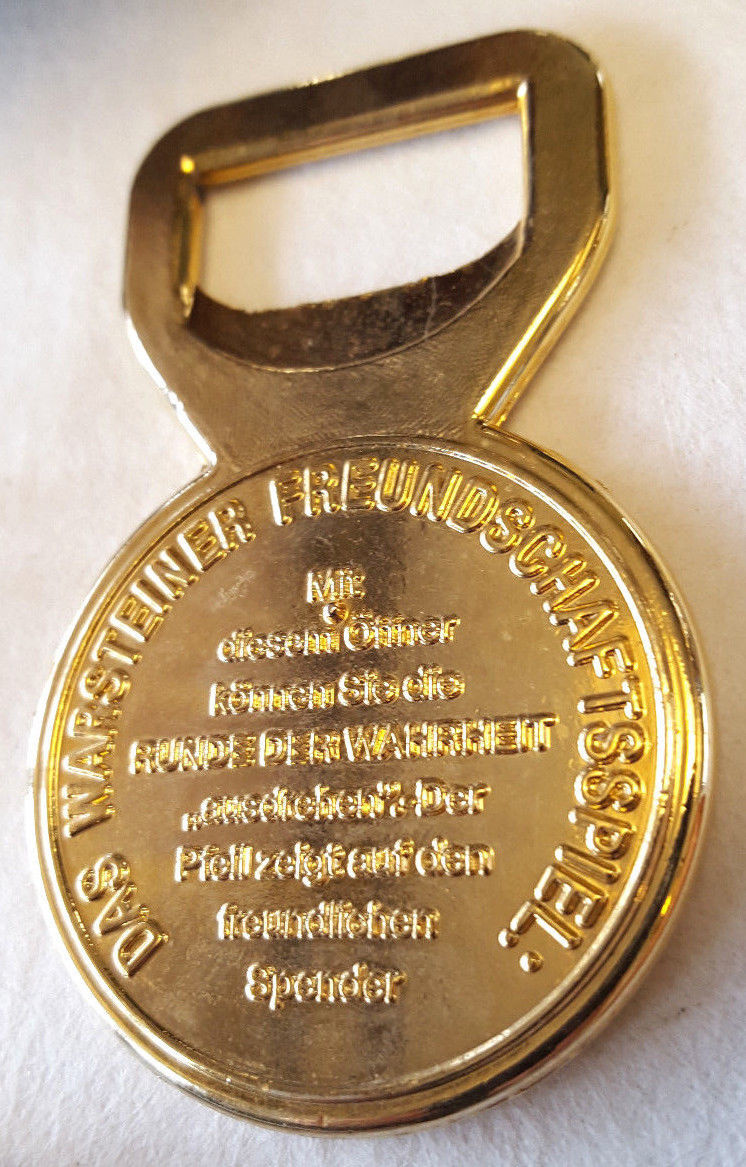 DAS WARSTEINER FREUNDSCHAFTSSPIEL:
Mit
diesem Öffner
können Sie die
RUNDE DER WAHRHEIT
„ausdrehen“. Der
Pfeil zeigt auf den
freundlichen
Spender